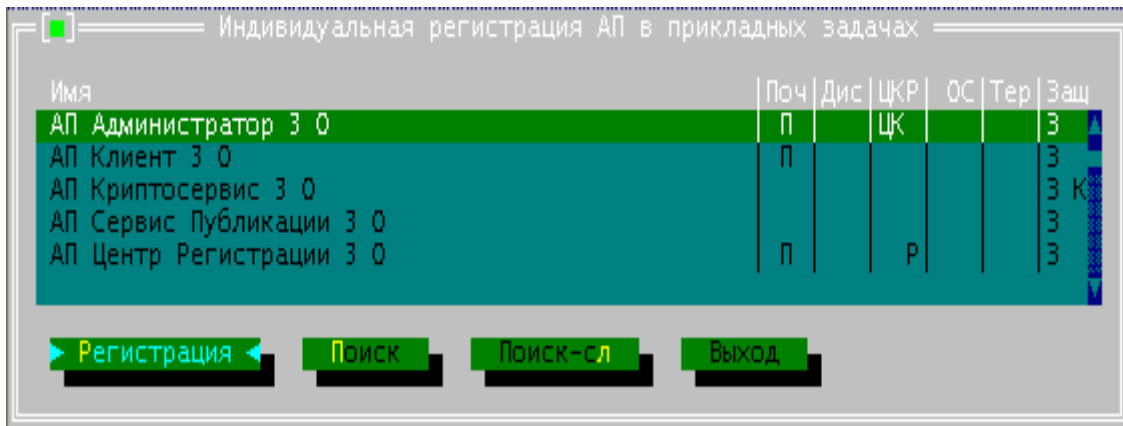 Индивидуальная регистрация АП в прикладных задачах
Имя Поч Дис ЦКР ОС Тер Защ
АП Администратор 3 0 П ЦК З
АП Клиент 3 0 П З
АП Криптосервис 3 0 З К
АП Сервис Публикации 3 0 З
АП Центр Регистрации 3 0 П Р З
Регистрация Поиск Поиск-сл Выход